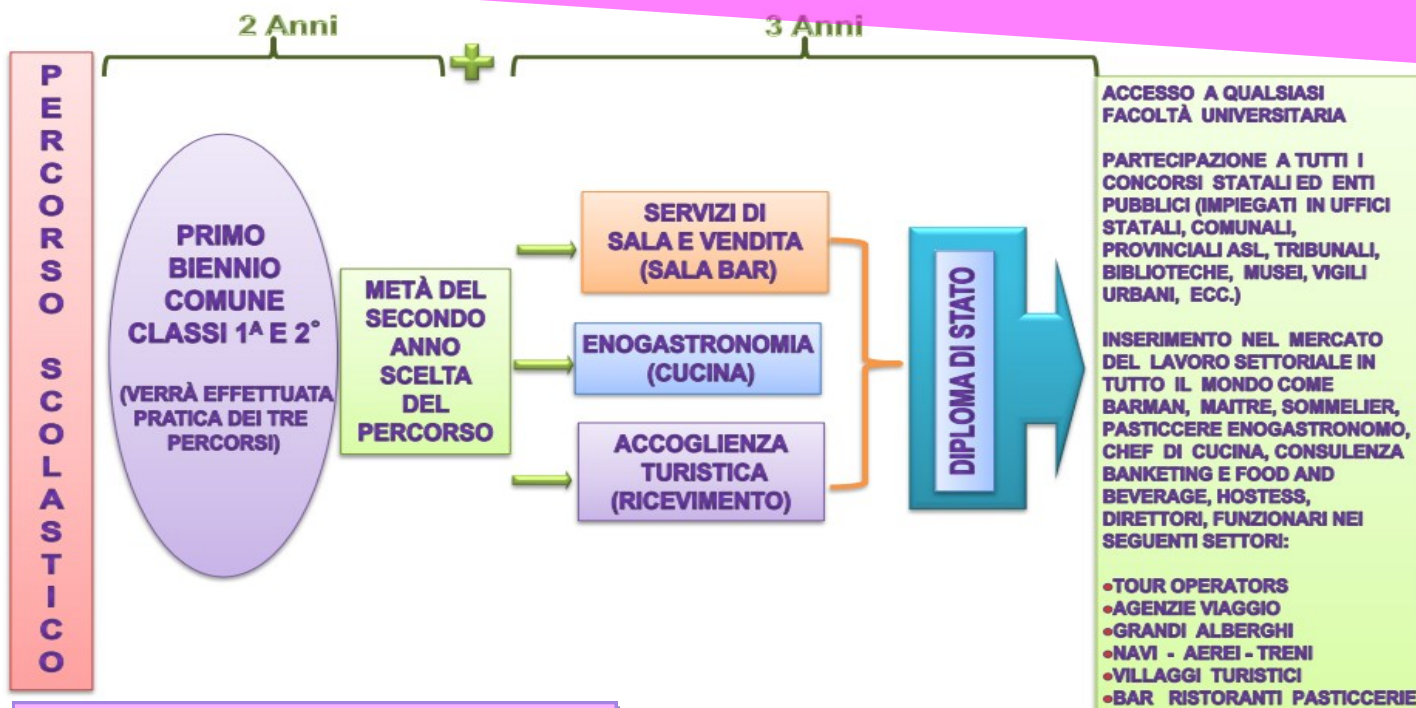 2 Anni
3 Anni
PERCORSO SCOLASTICO
PRIMO
BIENNIO
COMUNE
CLASSI 1ᴬ E 2°
(VERRÀ EFFETTUATA
PRATICA DEI TRE
PERCORSI)
METÀ DEL
SECONDO
ANNO
SCELTA
DEL
PERCORSO
SERVIZI DI
SALA E VENDITA
(SALA BAR)
ENOGASTRONOMIA
(CUCINA)
ACCOGLIENZA
TURISTICA
(RICEVIMENTO)
DIPLOMA DI STATO
ACCESSO A QUALSIASI
FACOLTÀ UNIVERSITARIA
PARTECIPAZIONE A TUTTI I
CONCORSI STATALI ED ENTI
PUBBLICI (IMPIEGATI IN UFFICI
STATALI, COMUNALI,
PROVINCIALI ASL, TRIBUNALI,
BIBLIOTECHE, MUSEI, VIGILI
URBANI, ECC.)
INSERIMENTO NEL MERCATO
DEL LAVORO SETTORIALE IN
TUTTO IL MONDO COME
BARMAN, MAITRE, SOMMELIER,
PASTICCERE ENOGASTRONOMO,
CHEF DI CUCINA, CONSULENZA
BANKETING E FOOD AND
BEVERAGE, HOSTESS,
DIRETTORI, FUNZIONARI NEI
SEGUENTI SETTORI:
•TOUR OPERATORS
•AGENZIE VIAGGIO
•GRANDI ALBERGHI
•NAVI - AEREI - TRENI
•VILLAGGI TURISTICI
•BAR RISTORANTI PASTICCERIE